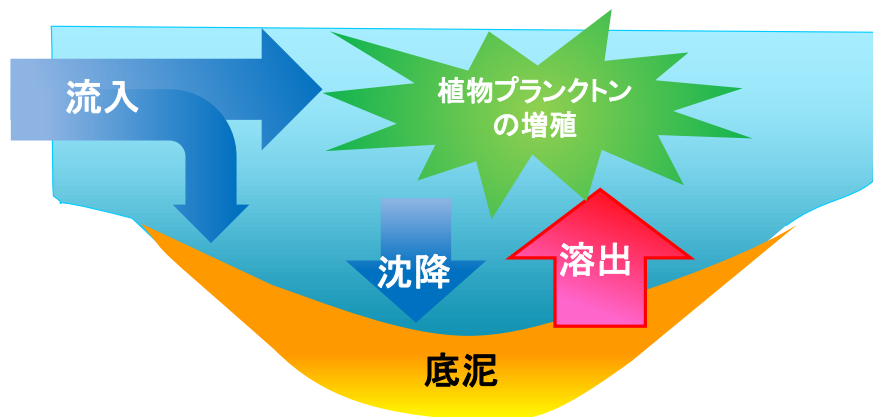 流入
植物プランクトン
の増殖
沈降
溶出
底泥